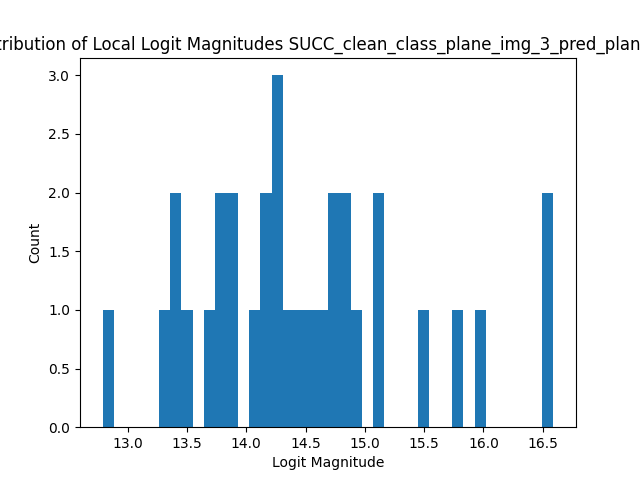 tribution of Local Logit Magnitudes SUCC_clean_class_plane_img_3_pred_plan
3.0
2.5
2.0
1.5
1.0
0.5
0.0
Count
13.0 13.5 14.0 14.5 15.0 15.5 16.0 16.5
Logit Magnitude